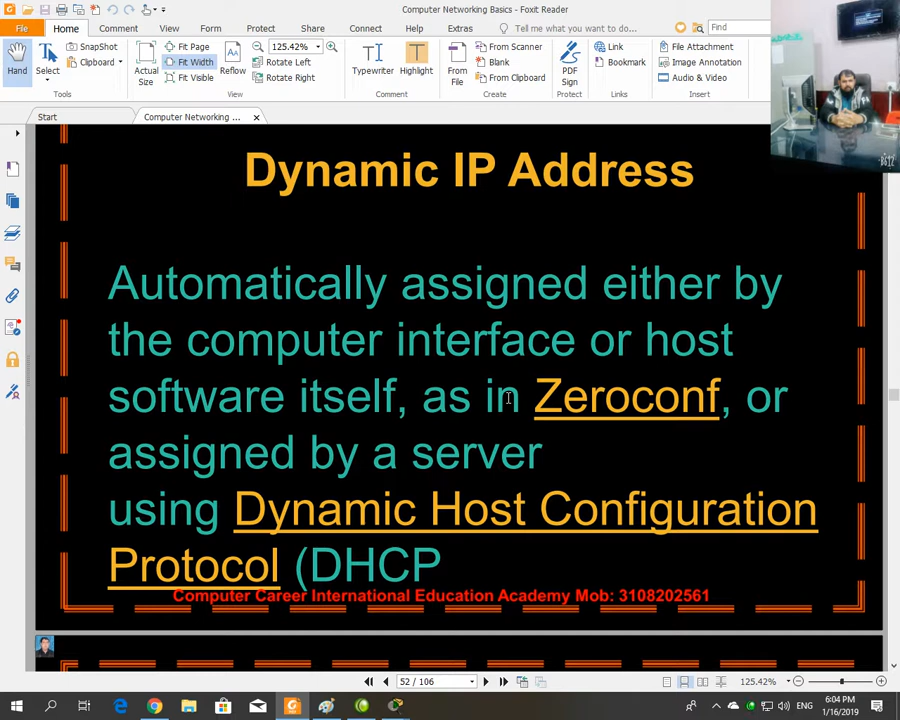 Computer Networking Basics - Foxit Reader
File Home Comment View Form Protect Share Connect Help Extras Tell me what you want to do... Find
Hand
Select
SnapShot
Clipboard
Tools
Actual Size
Fit Page
Fit Width
Fit Visible
Reflow
125.42%
Rotate Left
Rotate Right
View
Typewriter
Highlight
Comment
From File
From Scanner
Blank
From Clipboard
Create
PDF Sign
Protect
Link
Bookmark
Links
File Attachment
Image Annotation
Audio & Video
Insert
Start Computer Networking ...
Dynamic IP Address
Automatically assigned either by
the computer interface or host
software itself, as in Zeroconf, or
assigned by a server
using Dynamic Host Configuration
Protocol (DHCP
Computer Career International Education Academy Mob: 3108202561
52 / 106 125.42%
ENG 6:04 PM
1/16/2019